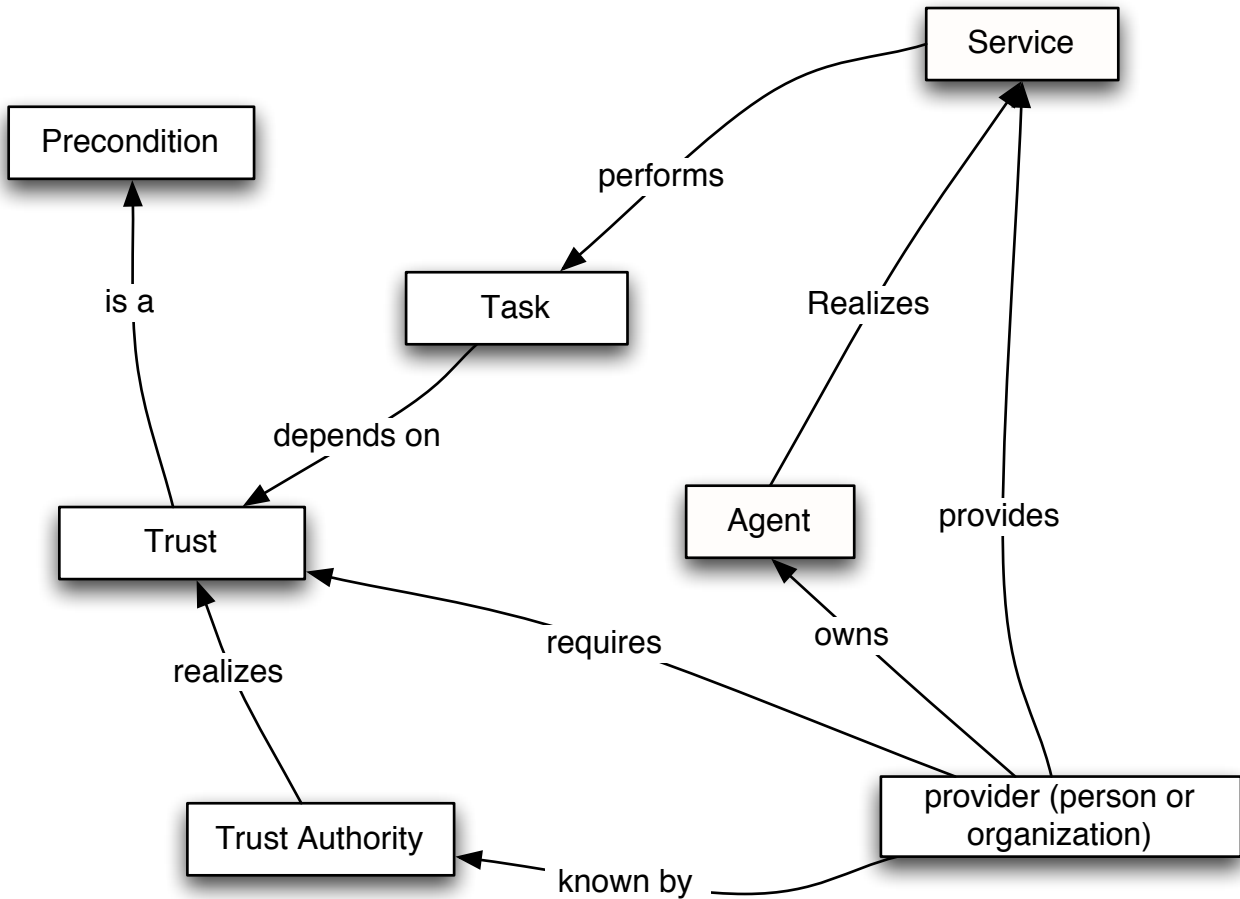 Service
Precondition
performs
Task
is a
Realizes
depends on
Agent
provides
Trust
requires
owns
realizes
provider (person or
organization)
Trust Authority
known by